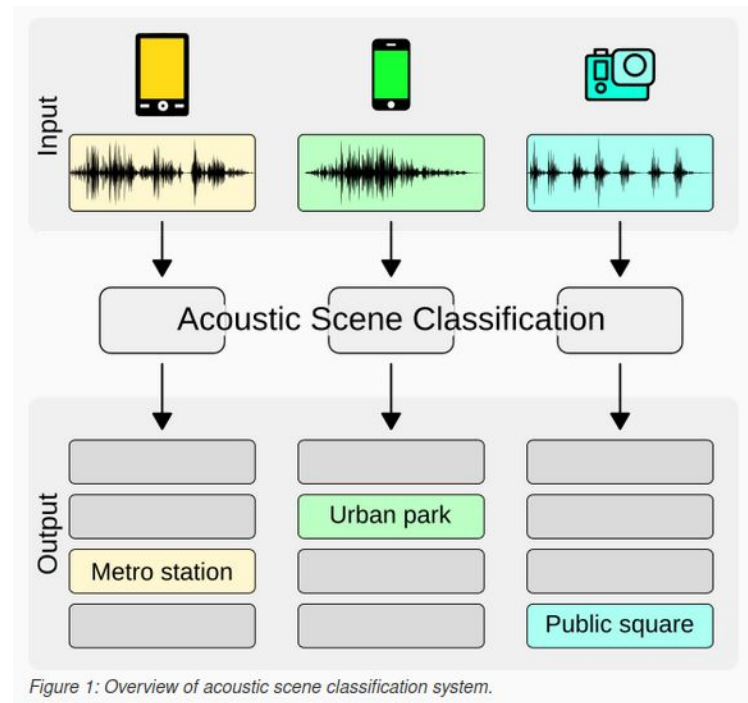 Input
Acoustic Scene Classification
Output
Urban park
Metro station
Public square
Figure 1: Overview of acoustic scene classification system.